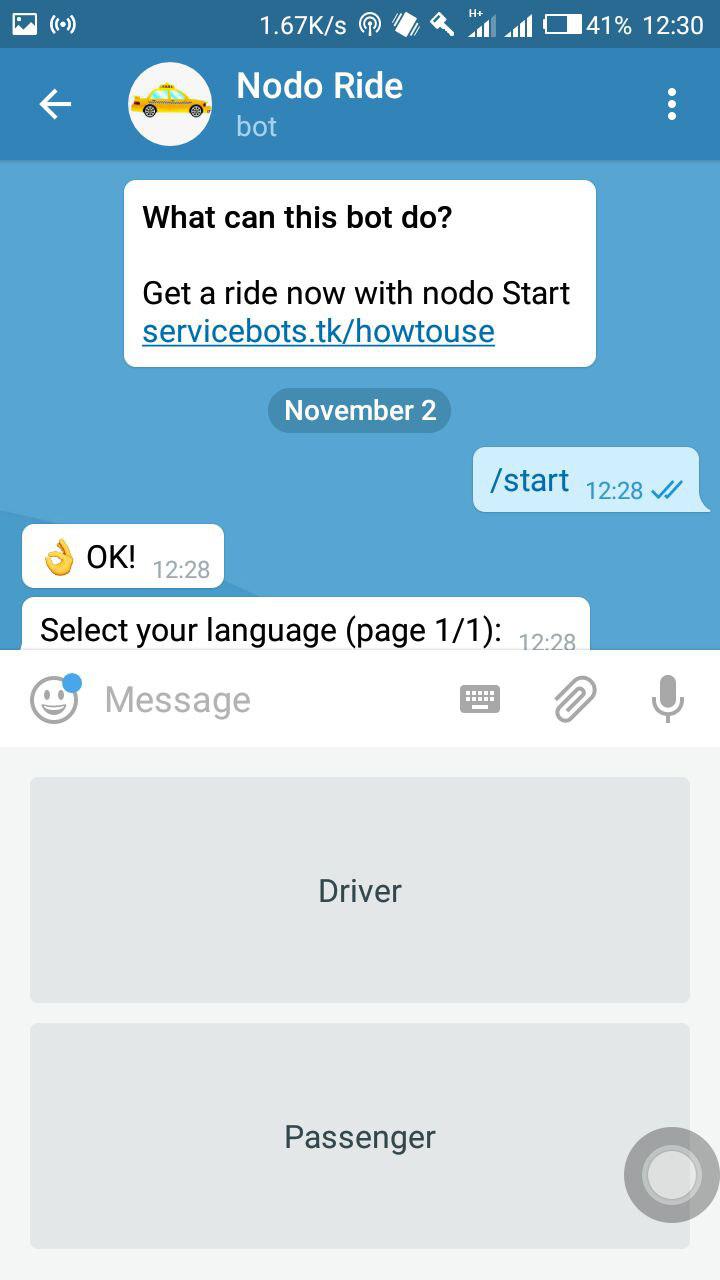 1.67K/s H+ 41% 12:30
Nodo Ride
bot
What can this bot do?
Get a ride now with nodo Start
servicebots.tk/howtouse
November 2
/start 12:28
👌 OK! 12:28
Select your language (page 1/1): 12:28
Message
Driver
Passenger